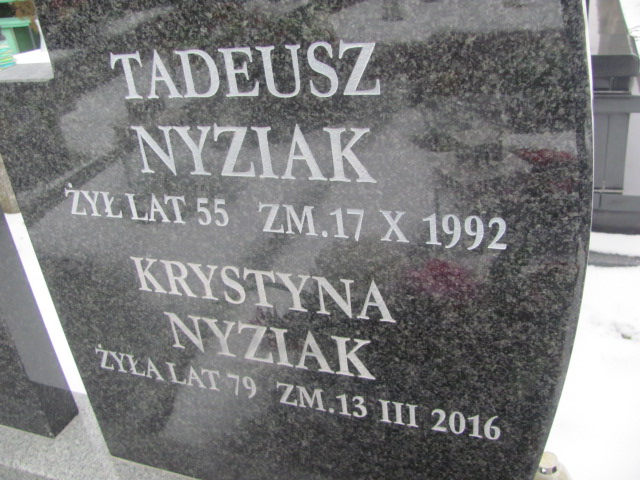 TADEUSZ
NYZIAK
ŻYŁ LAT 55 ZM.17 X 1992
KRYSTYNA
NYZIAK
ŻYŁA LAT 79 ZM.13 III 2016